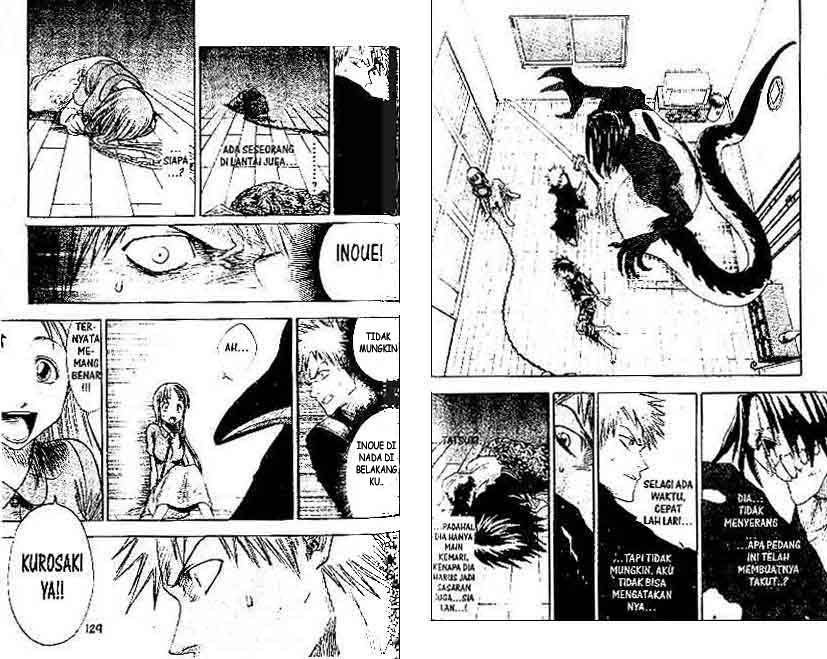 DIA....
TIDAK
MENYERANG
...
...APA PEDANG
INI TELAH
MEMBUATNYA
TAKUT..?
SELAGI ADA
WAKTU,
CEPAT
LAH LARI...
...TAPI TIDAK
MUNGKIN, AKU
TIDAK BISA
MENGATAKAN
NYA...
...TATSUKI...
...PADAHAL
DIA HANYA
MAIN
KEMARI,
KENAPA DIA
HARUS JADI
SASARAN
JUGA...SIA
LAN....!
ADA SESEORANG
DI LANTAI JUGA...
...
SIAPA
...?
INOUE!
TIDAK
MUNGKIN
INOUE DI
NADA DI
BELAKANG
KU..
AH...
TER-
NYATA
ME-
MANG
BENAR
!!!
KUROSAKI
YA!!
129